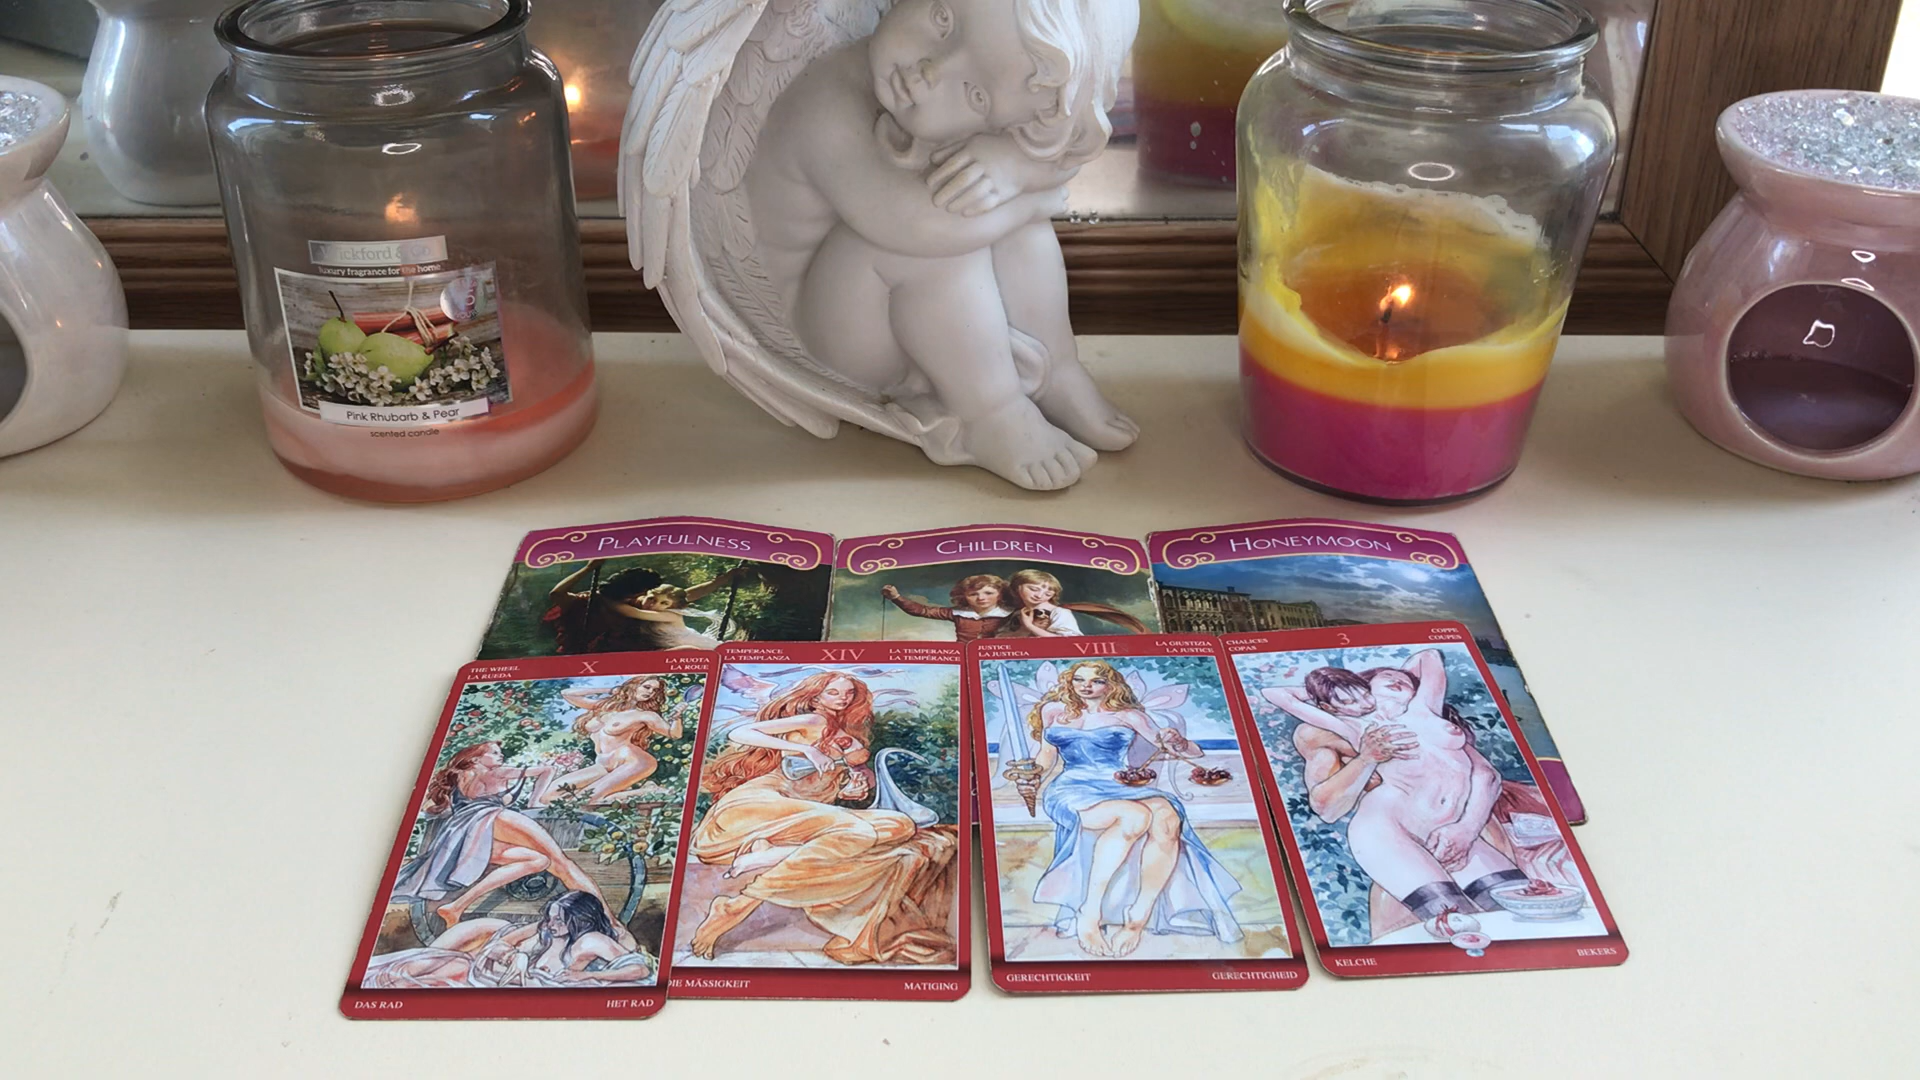 Wickford & Co
luxury fragrance for the home
Pink Rhubarb & Pear
scented candle
PLAYFULNESS
CHILDREN
HONEYMOON
THE WHEEL
LA RUEDA
X
LA RUOTA
LA ROUE
DAS RAD
HET RAD
TEMPERANCE
LA TEMPLANZA
XIV
LA TEMPERANZA
LA TEMPÉRANCE
DIE MÄSSIGKEIT
MATIGING
JUSTICE
LA JUSTICIA
VIII
LA GIUSTIZIA
LA JUSTICE
GERECHTIGKEIT
GERECHTIGHEID
CHALICES
COPAS
3
COPPE
COUPES
KELCHE
BEKERS